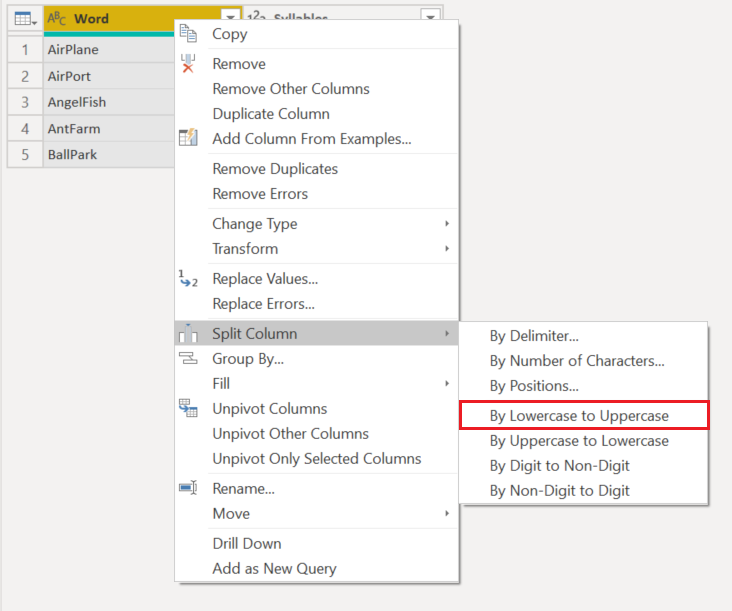 ABC Word
123 Syllables
1 AirPlane
2 AirPort
3 AngelFish
4 AntFarm
5 BallPark
Copy
Remove
Remove Other Columns
Duplicate Column
Add Column From Examples...
Remove Duplicates
Remove Errors
Change Type
Transform
1 2 Replace Values...
Replace Errors...
Split Column
Group By...
Fill
Unpivot Columns
Unpivot Other Columns
Unpivot Only Selected Columns
Rename...
Move
Drill Down
Add as New Query
By Delimiter...
By Number of Characters...
By Positions...
By Lowercase to Uppercase
By Uppercase to Lowercase
By Digit to Non-Digit
By Non-Digit to Digit